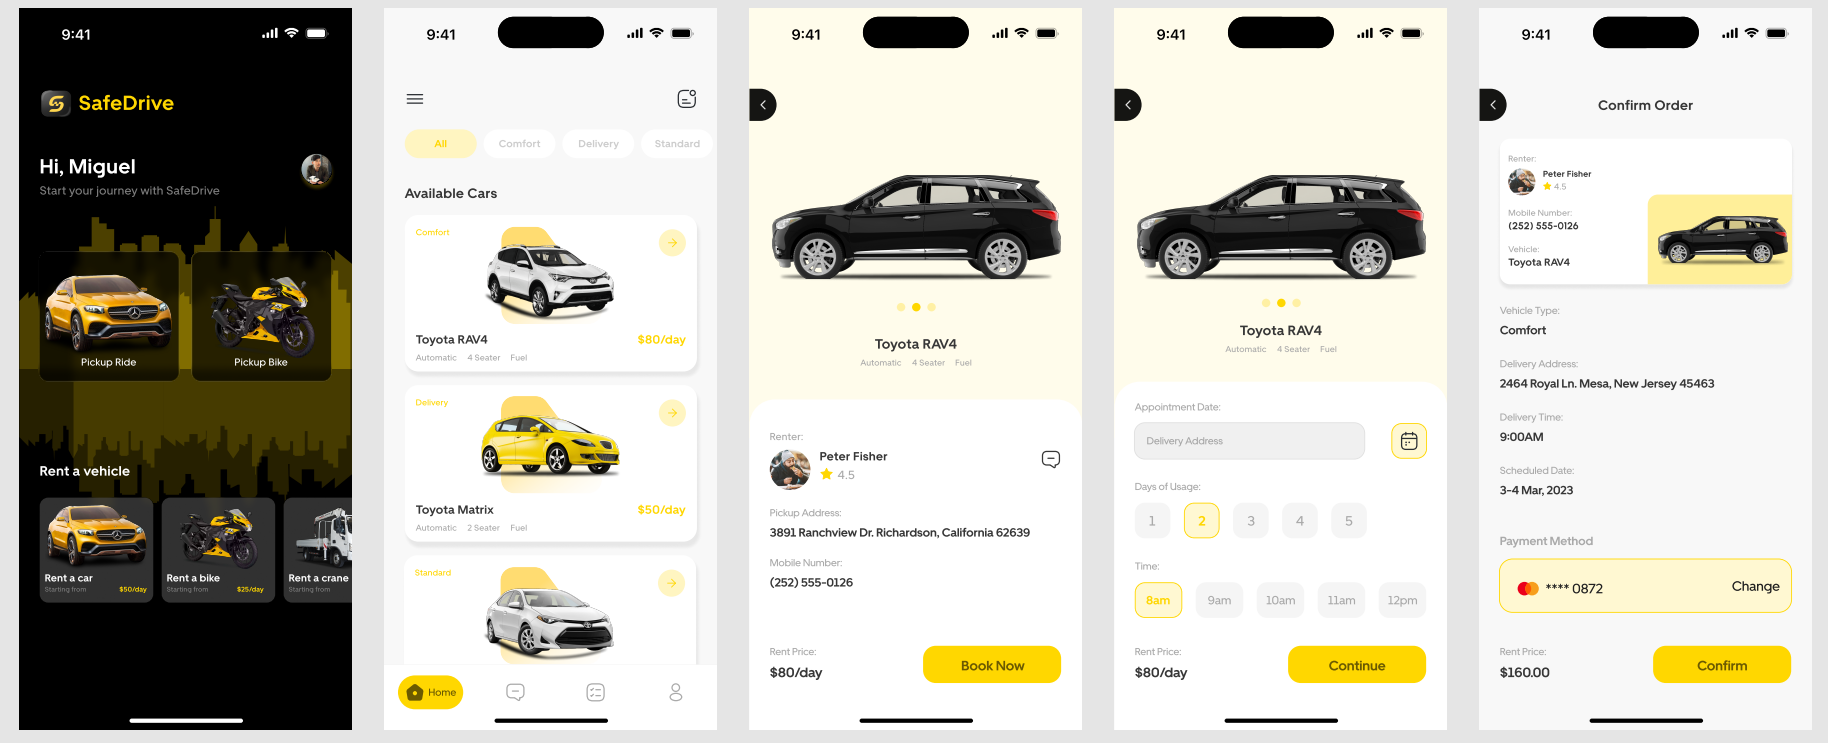 9:41
SafeDrive
Hi, Miguel
Start your journey with SafeDrive
Pickup Ride
Pickup Bike
Rent a vehicle
Rent a car
Starting from $50/day
Rent a bike
Starting from $25/day
Rent a crane
Starting from
9:41
All Comfort Delivery Standard
Available Cars
Comfort
Toyota RAV4 $80/day
Automatic 4 Seater Fuel
Delivery
Toyota Matrix $50/day
Automatic 2 Seater Fuel
Standard
Home
9:41
Toyota RAV4
Automatic 4 Seater Fuel
Renter:
Peter Fisher
4.5
Pickup Address:
3891 Ranchview Dr. Richardson, California 62639
Mobile Number:
(252) 555-0126
Rent Price:
$80/day
Book Now
9:41
Toyota RAV4
Automatic 4 Seater Fuel
Appointment Date:
Delivery Address
Days of Usage:
1 2 3 4 5
Time:
8am 9am 10am 11am 12pm
Rent Price:
$80/day
Continue
9:41
Confirm Order
Renter:
Peter Fisher
4.5
Mobile Number:
(252) 555-0126
Vehicle:
Toyota RAV4
Vehicle Type:
Comfort
Delivery Address:
2464 Royal Ln. Mesa, New Jersey 45463
Delivery Time:
9:00AM
Scheduled Date:
3-4 Mar, 2023
Payment Method
**** 0872 Change
Rent Price:
$160.00
Confirm